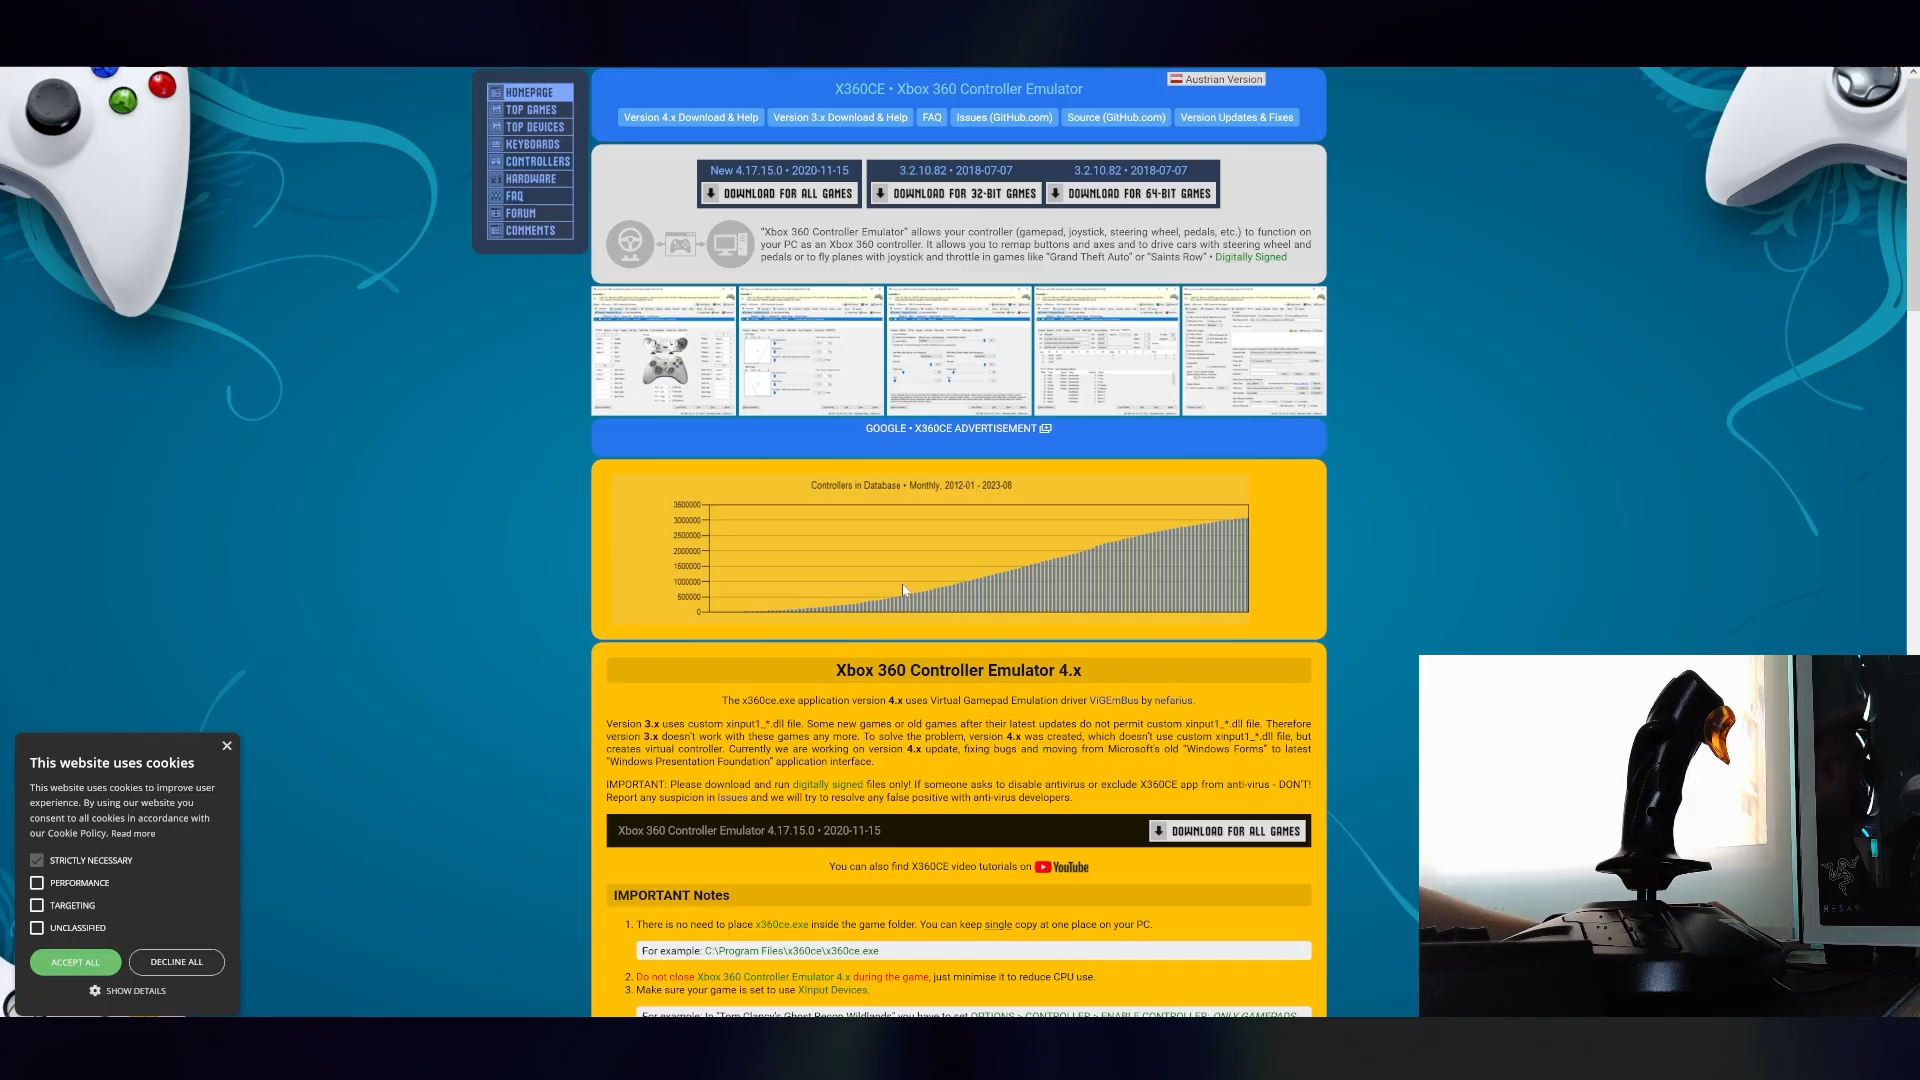 HOMEPAGE
TOP GAMES
TOP DEVICES
KEYBOARDS
CONTROLLERS
HARDWARE
FAQ
FORUM
COMMENTS
Austrian Version
X360CE • Xbox 360 Controller Emulator
Version 4.x Download & Help
Version 3.x Download & Help
FAQ
Issues (GitHub.com)
Source (GitHub.com)
Version Updates & Fixes
New 4.17.15.0 • 2020-11-15
DOWNLOAD FOR ALL GAMES
3.2.10.82 • 2018-07-07
DOWNLOAD FOR 32-BIT GAMES
3.2.10.82 • 2018-07-07
DOWNLOAD FOR 64-BIT GAMES
“Xbox 360 Controller Emulator” allows your controller (gamepad, joystick, steering wheel, pedals, etc.) to function on
your PC as an Xbox 360 controller. It allows you to remap buttons and axes and to drive cars with steering wheel and
pedals or to fly planes with joystick and throttle in games like “Grand Theft Auto” or “Saints Row” • Digitally Signed
GOOGLE • X360CE ADVERTISEMENT
Controllers in Database • Monthly, 2012-01 - 2023-08
3500000
3000000
2500000
2000000
1500000
1000000
500000
0
Xbox 360 Controller Emulator 4.x
The x360ce.exe application version 4.x uses Virtual Gamepad Emulation driver ViGEmBus by nefarius.
Version 3.x uses custom xinput1_*.dll file. Some new games or old games after their latest updates do not permit custom xinput1_*.dll file. Therefore
version 3.x doesn’t work with these games any more. To solve the problem, version 4.x was created, which doesn’t use custom xinput1_*.dll file, but
creates virtual controller. Currently we are working on version 4.x update, fixing bugs and moving from Microsoft’s old “Windows Forms” to latest
“Windows Presentation Foundation” application interface.
IMPORTANT: Please download and run digitally signed files only! If someone asks to disable antivirus or exclude X360CE app from anti-virus - DON’T!
Report any suspicion in Issues and we will try to resolve any false positive with anti-virus developers.
Xbox 360 Controller Emulator 4.17.15.0 • 2020-11-15
DOWNLOAD FOR ALL GAMES
You can also find X360CE video tutorials on YouTube
IMPORTANT Notes
1. There is no need to place x360ce.exe inside the game folder. You can keep single copy at one place on your PC.
For example: C:\Program Files\x360ce\x360ce.exe
2. Do not close Xbox 360 Controller Emulator 4.x during the game, just minimise it to reduce CPU use.
3. Make sure your game is set to use XInput Devices.
For example: In "Tom Clancy's Ghost Recon Wildlands" you have to set OPTIONS > CONTROLLER > ENABLE CONTROLLER: ONLY GAMEPADS
This website uses cookies
This website uses cookies to improve user
experience. By using our website you
consent to all cookies in accordance with
our Cookie Policy. Read more
STRICTLY NECESSARY
PERFORMANCE
TARGETING
UNCLASSIFIED
ACCEPT ALL
DECLINE ALL
SHOW DETAILS